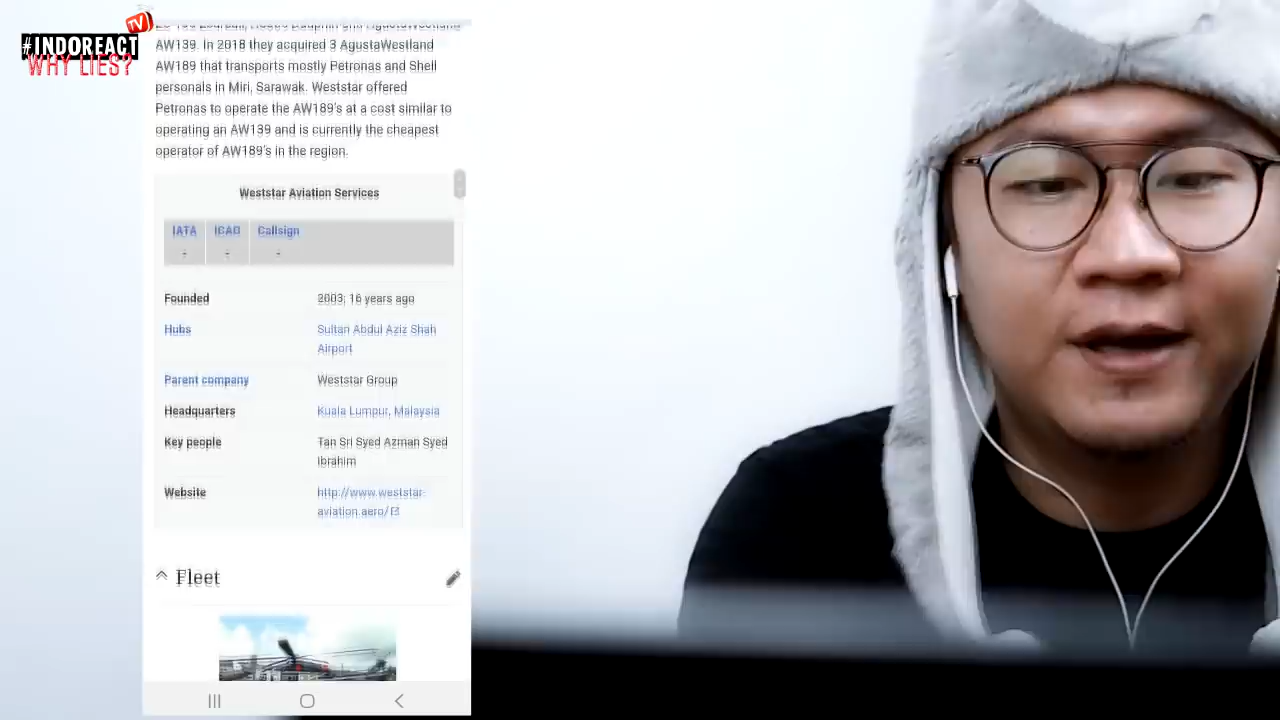 TV
#INDOREACT
WHY LIES?
AW139. In 2018 they acquired 3 AgustaWestland
AW189 that transports mostly Petronas and Shell
personals in Miri, Sarawak. Weststar offered
Petronas to operate the AW189's at a cost similar to
operating an AW139 and is currently the cheapest
operator of AW189's in the region.
Weststar Aviation Services
IATA ICAO Callsign
- - -
Founded 2003; 16 years ago
Hubs Sultan Abdul Aziz Shah
Airport
Parent company Weststar Group
Headquarters Kuala Lumpur, Malaysia
Key people Tan Sri Syed Azman Syed
Ibrahim
Website http://www.weststar-
aviation.aero/
Fleet